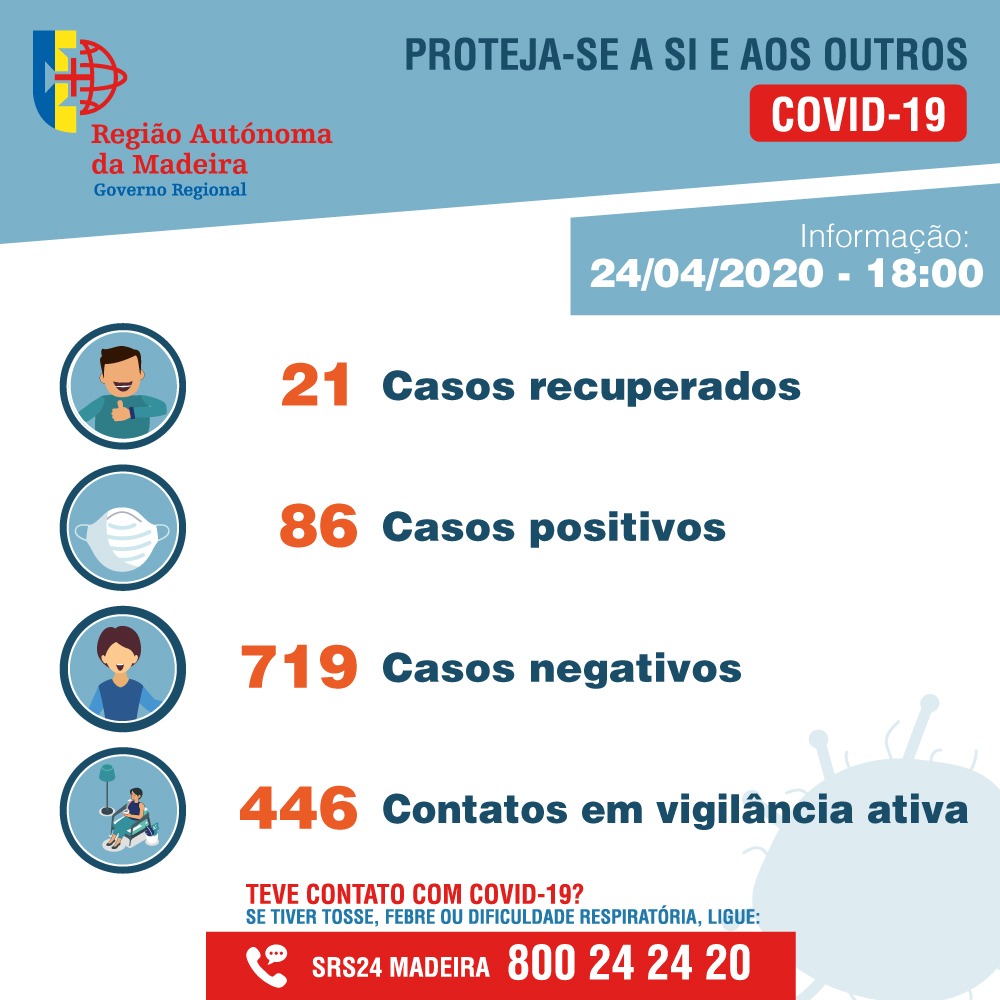 PROTEJA-SE A SI E AOS OUTROS
COVID-19
Região Autónoma
da Madeira
Governo Regional
Informação:
24/04/2020 - 18:00
21 Casos recuperados
86 Casos positivos
719 Casos negativos
446 Contatos em vigilância ativa
TEVE CONTATO COM COVID-19?
SE TIVER TOSSE, FEBRE OU DIFICULDADE RESPIRATÓRIA, LIGUE:
SRS24 MADEIRA 800 24 24 20